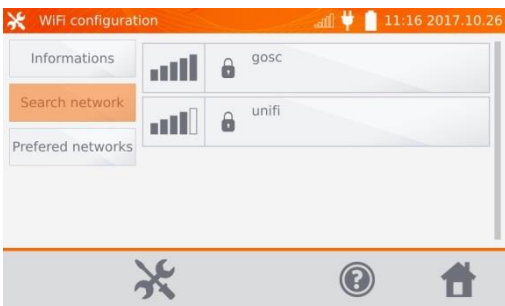 WiFi configuration 11:16 2017.10.26
Informations
gosc
Search network
unifi
Prefered networks
?